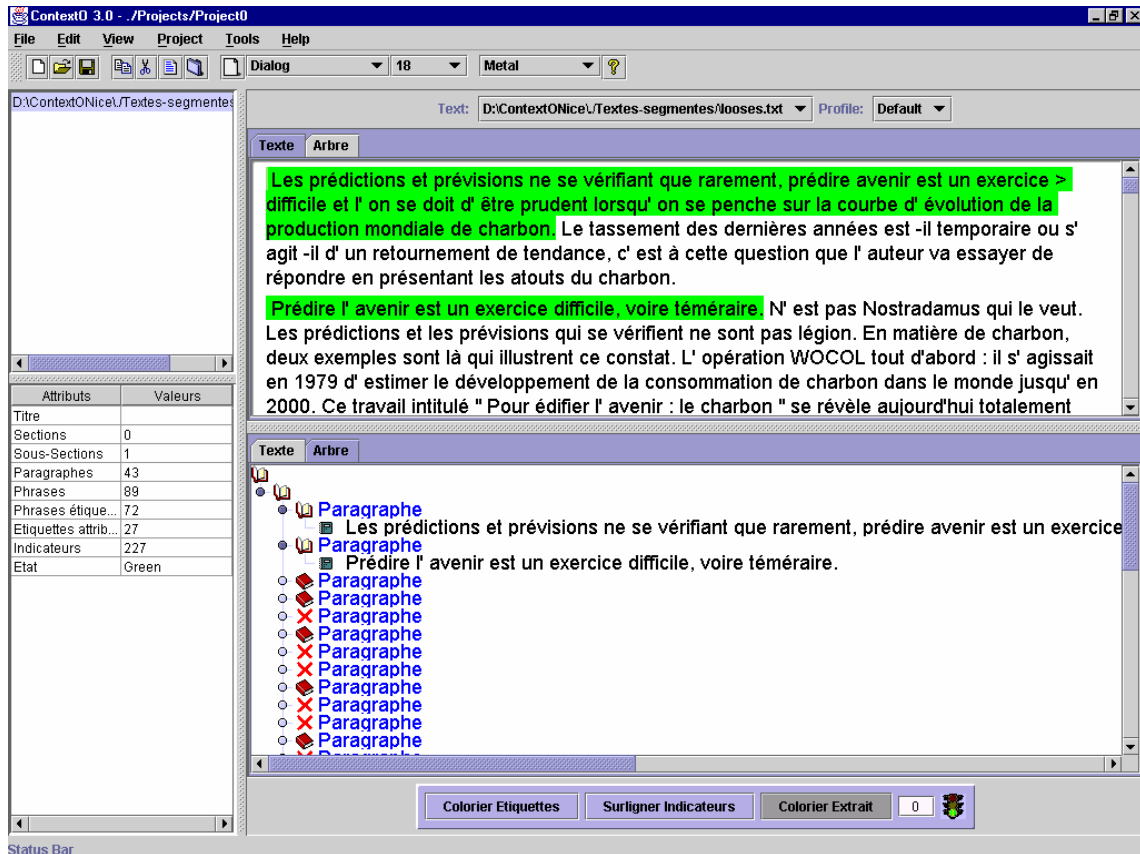 ContextO 3.0 - ./Projects/Project0
File Edit View Project Tools Help
Dialog 18 Metal
D:\ContextONice\./Textes-segmentes
Text: D:\ContextONice\./Textes-segmentes/looses.txt Profile: Default
Texte Arbre
Les prédictions et prévisions ne se vérifiant que rarement, prédire avenir est un exercice >
difficile et l' on se doit d' être prudent lorsqu' on se penche sur la courbe d' évolution de la
production mondiale de charbon. Le tassement des dernières années est -il temporaire ou s'
agit -il d' un retournement de tendance, c' est à cette question que l' auteur va essayer de
répondre en présentant les atouts du charbon.
Prédire l' avenir est un exercice difficile, voire téméraire. N' est pas Nostradamus qui le veut.
Les prédictions et les prévisions qui se vérifient ne sont pas légion. En matière de charbon,
deux exemples sont là qui illustrent ce constat. L' opération WOCOL tout d'abord : il s' agissait
en 1979 d' estimer le développement de la consommation de charbon dans le monde jusqu' en
2000. Ce travail intitulé " Pour édifier l' avenir : le charbon " se révèle aujourd'hui totalement
Attributs Valeurs
Titre
Sections 0
Sous-Sections 1
Paragraphes 43
Phrases 89
Phrases étique... 72
Etiquettes attrib... 27
Indicateurs 227
Etat Green
Texte Arbre
Paragraphe
Les prédictions et prévisions ne se vérifiant que rarement, prédire avenir est un exercice
Paragraphe
Prédire l' avenir est un exercice difficile, voire téméraire.
Paragraphe
Paragraphe
Paragraphe
Paragraphe
Paragraphe
Paragraphe
Paragraphe
Paragraphe
Paragraphe
Paragraphe
Paragraphe
Colorier Etiquettes Surligner Indicateurs Colorier Extrait 0
Status Bar